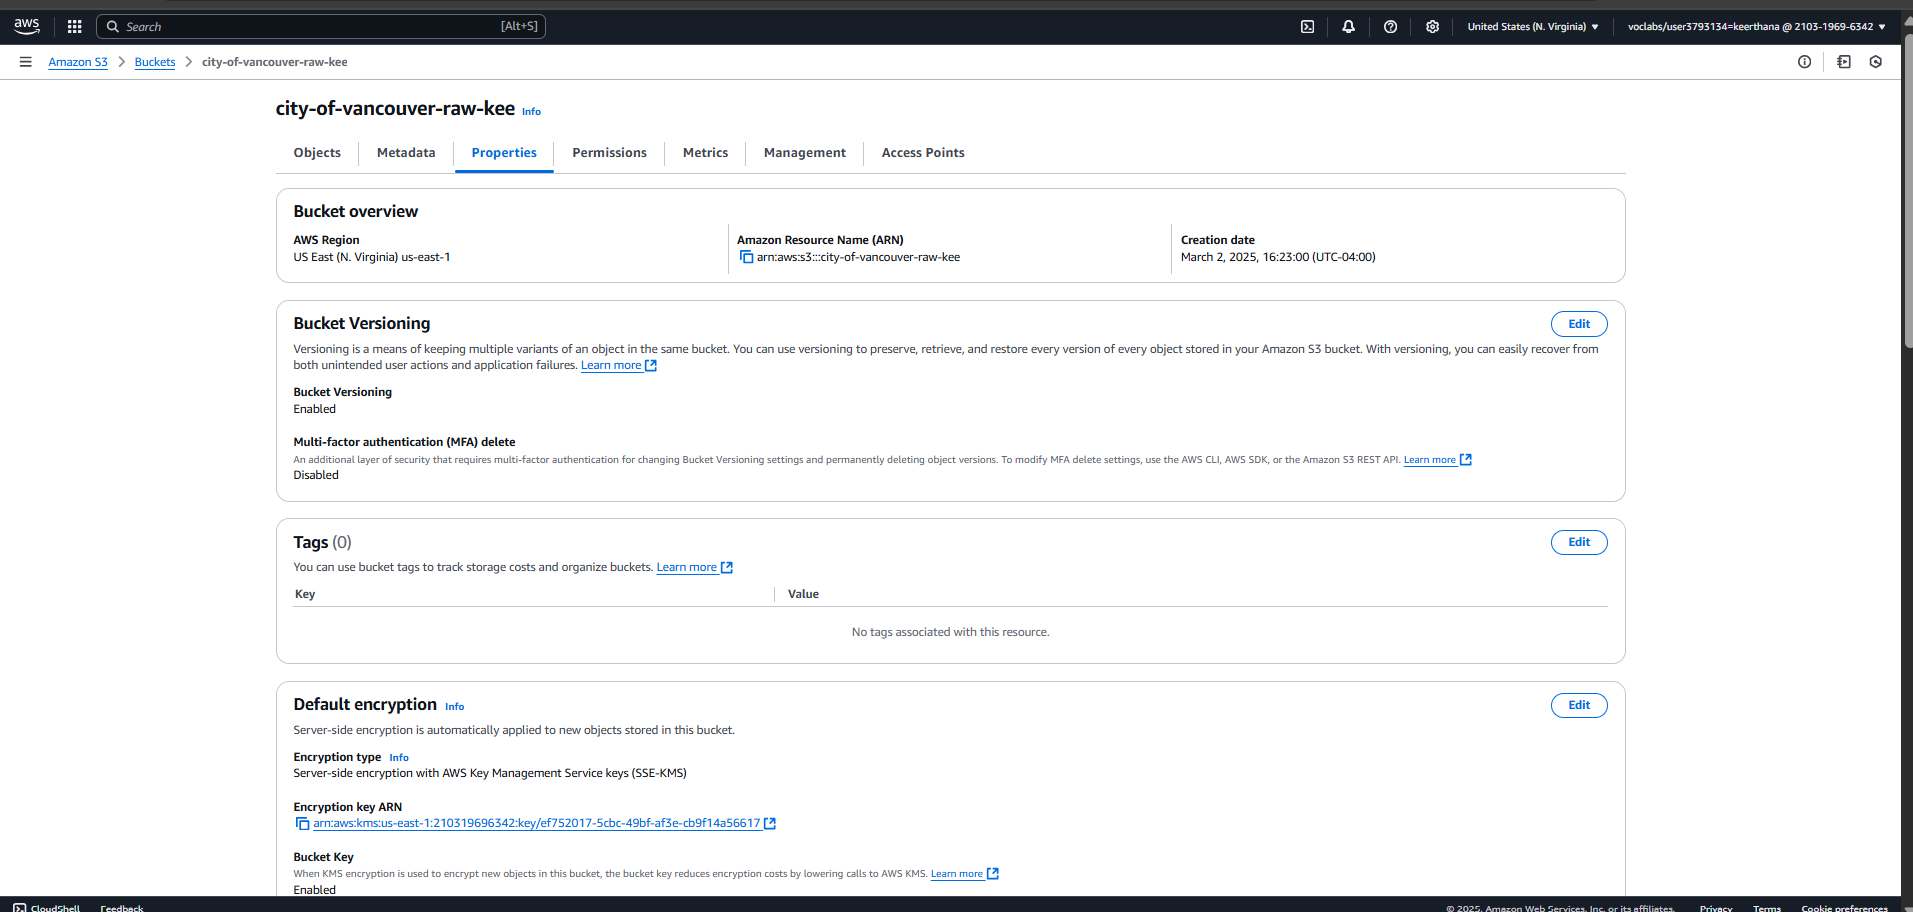 aws
Search
[Alt+S]
United States (N. Virginia)
voclabs/user3793134=keerthana @ 2103-1969-6342
Amazon S3
Buckets
city-of-vancouver-raw-kee
city-of-vancouver-raw-kee Info
Objects
Metadata
Properties
Permissions
Metrics
Management
Access Points
Bucket overview
AWS Region
US East (N. Virginia) us-east-1
Amazon Resource Name (ARN)
arn:aws:s3:::city-of-vancouver-raw-kee
Creation date
March 2, 2025, 16:23:00 (UTC-04:00)
Bucket Versioning
Edit
Versioning is a means of keeping multiple variants of an object in the same bucket. You can use versioning to preserve, retrieve, and restore every version of every object stored in your Amazon S3 bucket. With versioning, you can easily recover from
both unintended user actions and application failures. Learn more
Bucket Versioning
Enabled
Multi-factor authentication (MFA) delete
An additional layer of security that requires multi-factor authentication for changing Bucket Versioning settings and permanently deleting object versions. To modify MFA delete settings, use the AWS CLI, AWS SDK, or the Amazon S3 REST API. Learn more
Disabled
Tags (0)
Edit
You can use bucket tags to track storage costs and organize buckets. Learn more
Key
Value
No tags associated with this resource.
Default encryption Info
Edit
Server-side encryption is automatically applied to new objects stored in this bucket.
Encryption type Info
Server-side encryption with AWS Key Management Service keys (SSE-KMS)
Encryption key ARN
arn:aws:kms:us-east-1:210319696342:key/ef752017-5cbc-49bf-af3e-cb9f14a56617
Bucket Key
When KMS encryption is used to encrypt new objects in this bucket, the bucket key reduces encryption costs by lowering calls to AWS KMS. Learn more
Enabled
CloudShell
Feedback
© 2025, Amazon Web Services, Inc. or its affiliates.
Privacy
Terms
Cookie preferences